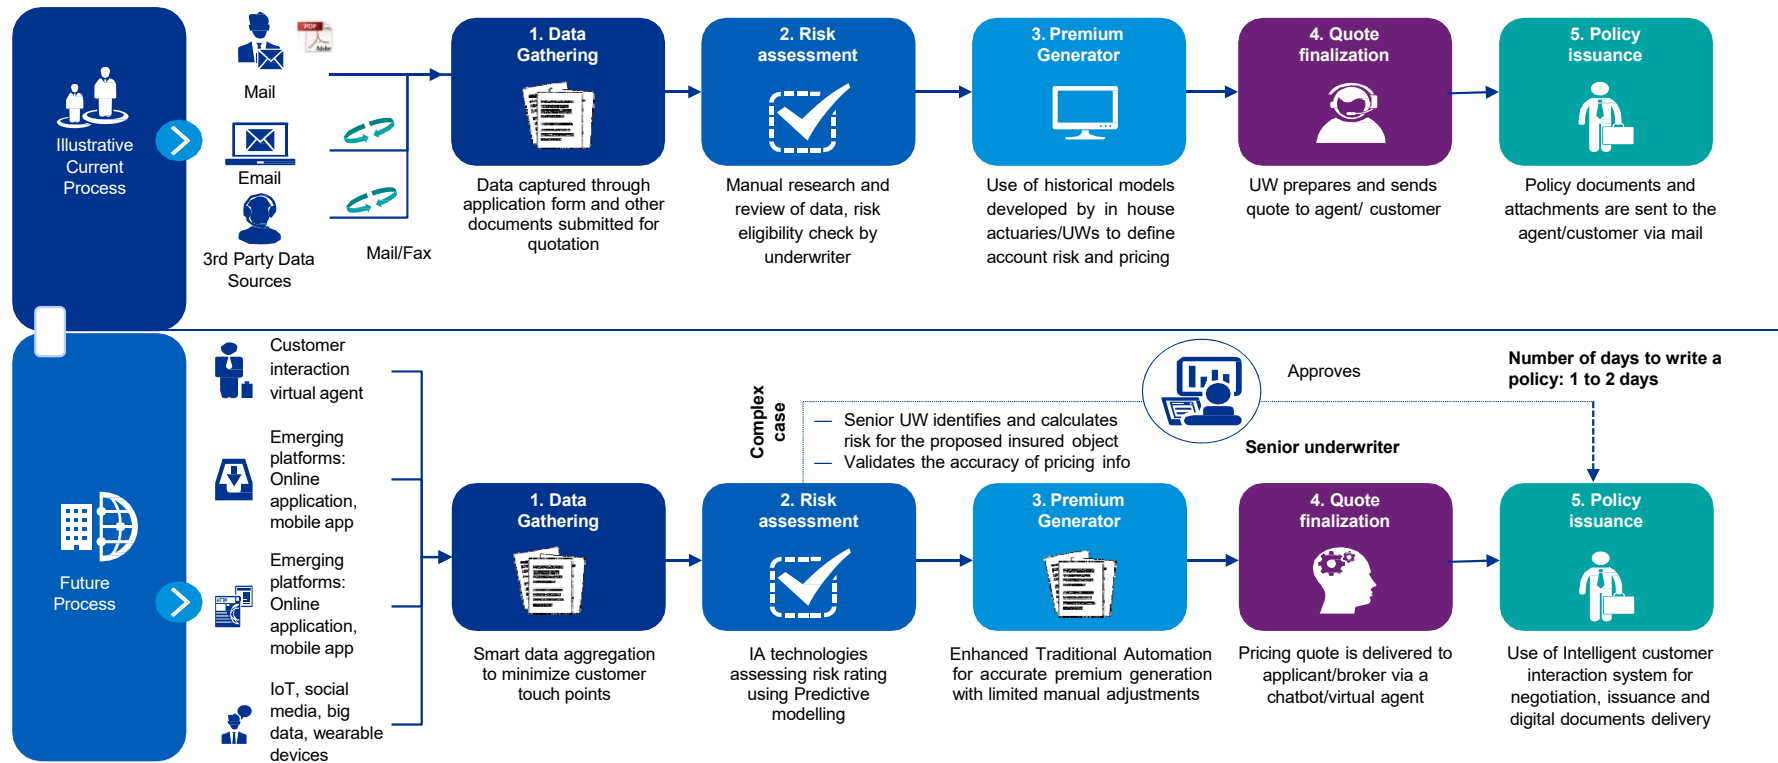 Illustrative
Current
Process
PDF
Adobe
Mail
Email
3rd Party Data
Sources
Mail/Fax
1. Data
Gathering
Data captured through
application form and other
documents submitted for
quotation
2. Risk
assessment
Manual research and
review of data, risk
eligibility check by
underwriter
3. Premium
Generator
Use of historical models
developed by in house
actuaries/UWs to define
account risk and pricing
4. Quote
finalization
UW prepares and sends
quote to agent/ customer
5. Policy
issuance
Policy documents and
attachments are sent to the
agent/customer via mail
Future
Process
Customer
interaction
virtual agent
Emerging
platforms:
Online
application,
mobile app
Emerging
platforms:
Online
application,
mobile app
IoT, social
media, big
data, wearable
devices
Complex
case
— Senior UW identifies and calculates
risk for the proposed insured object
— Validates the accuracy of pricing info
Approves
Senior underwriter
Number of days to write a
policy: 1 to 2 days
1. Data
Gathering
Smart data aggregation
to minimize customer
touch points
2. Risk
assessment
IA technologies
assessing risk rating
using Predictive
modelling
3. Premium
Generator
Enhanced Traditional Automation
for accurate premium generation
with limited manual adjustments
4. Quote
finalization
Pricing quote is delivered to
applicant/broker via a
chatbot/virtual agent
5. Policy
issuance
Use of Intelligent customer
interaction system for
negotiation, issuance and
digital documents delivery